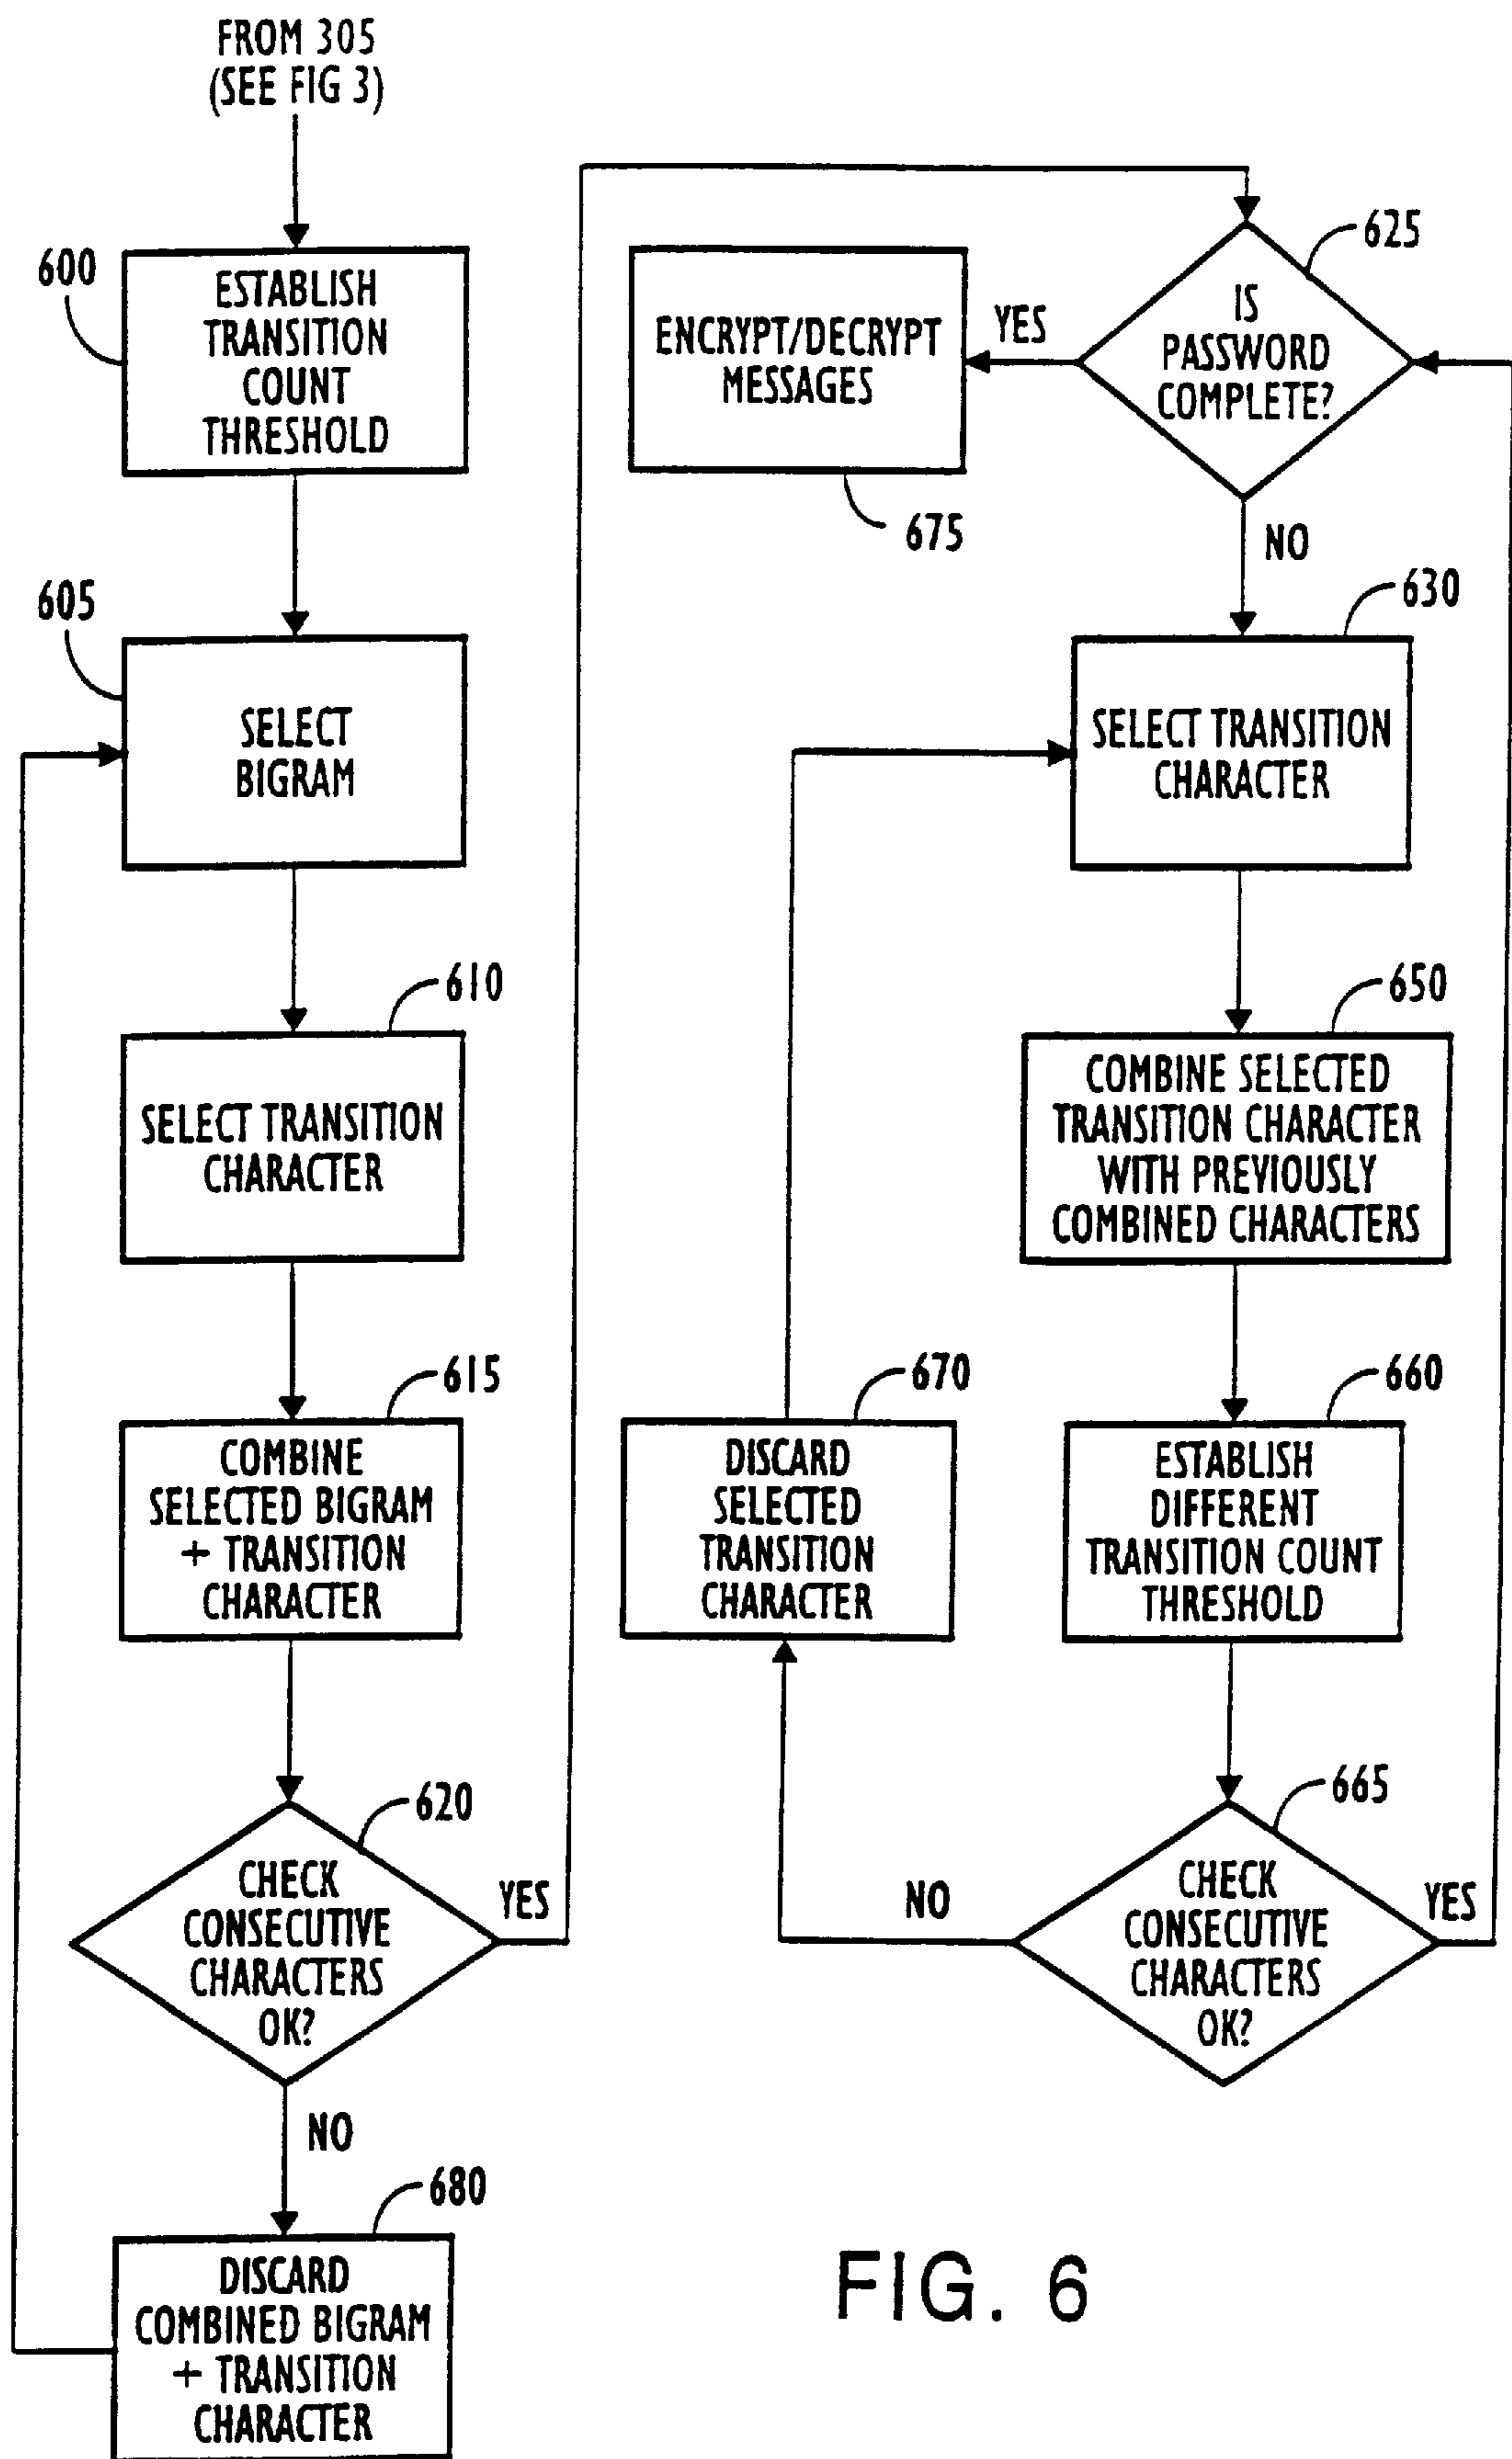 FROM 305
(SEE FIG 3)
600
ESTABLISH
TRANSITION
COUNT
THRESHOLD
605
SELECT
BIGRAM
610
SELECT TRANSITION
CHARACTER
615
COMBINE
SELECTED BIGRAM
+ TRANSITION
CHARACTER
620
CHECK
CONSECUTIVE
CHARACTERS
OK?
YES
NO
680
DISCARD
COMBINED BIGRAM
+ TRANSITION
CHARACTER
625
IS
PASSWORD
COMPLETE?
YES
ENCRYPT/DECRYPT
MESSAGES
675
NO
630
SELECT TRANSITION
CHARACTER
650
COMBINE SELECTED
TRANSITION CHARACTER
WITH PREVIOUSLY
COMBINED CHARACTERS
660
ESTABLISH
DIFFERENT
TRANSITION COUNT
THRESHOLD
665
CHECK
CONSECUTIVE
CHARACTERS
OK?
YES
NO
670
DISCARD
SELECTED
TRANSITION
CHARACTER
FIG. 6